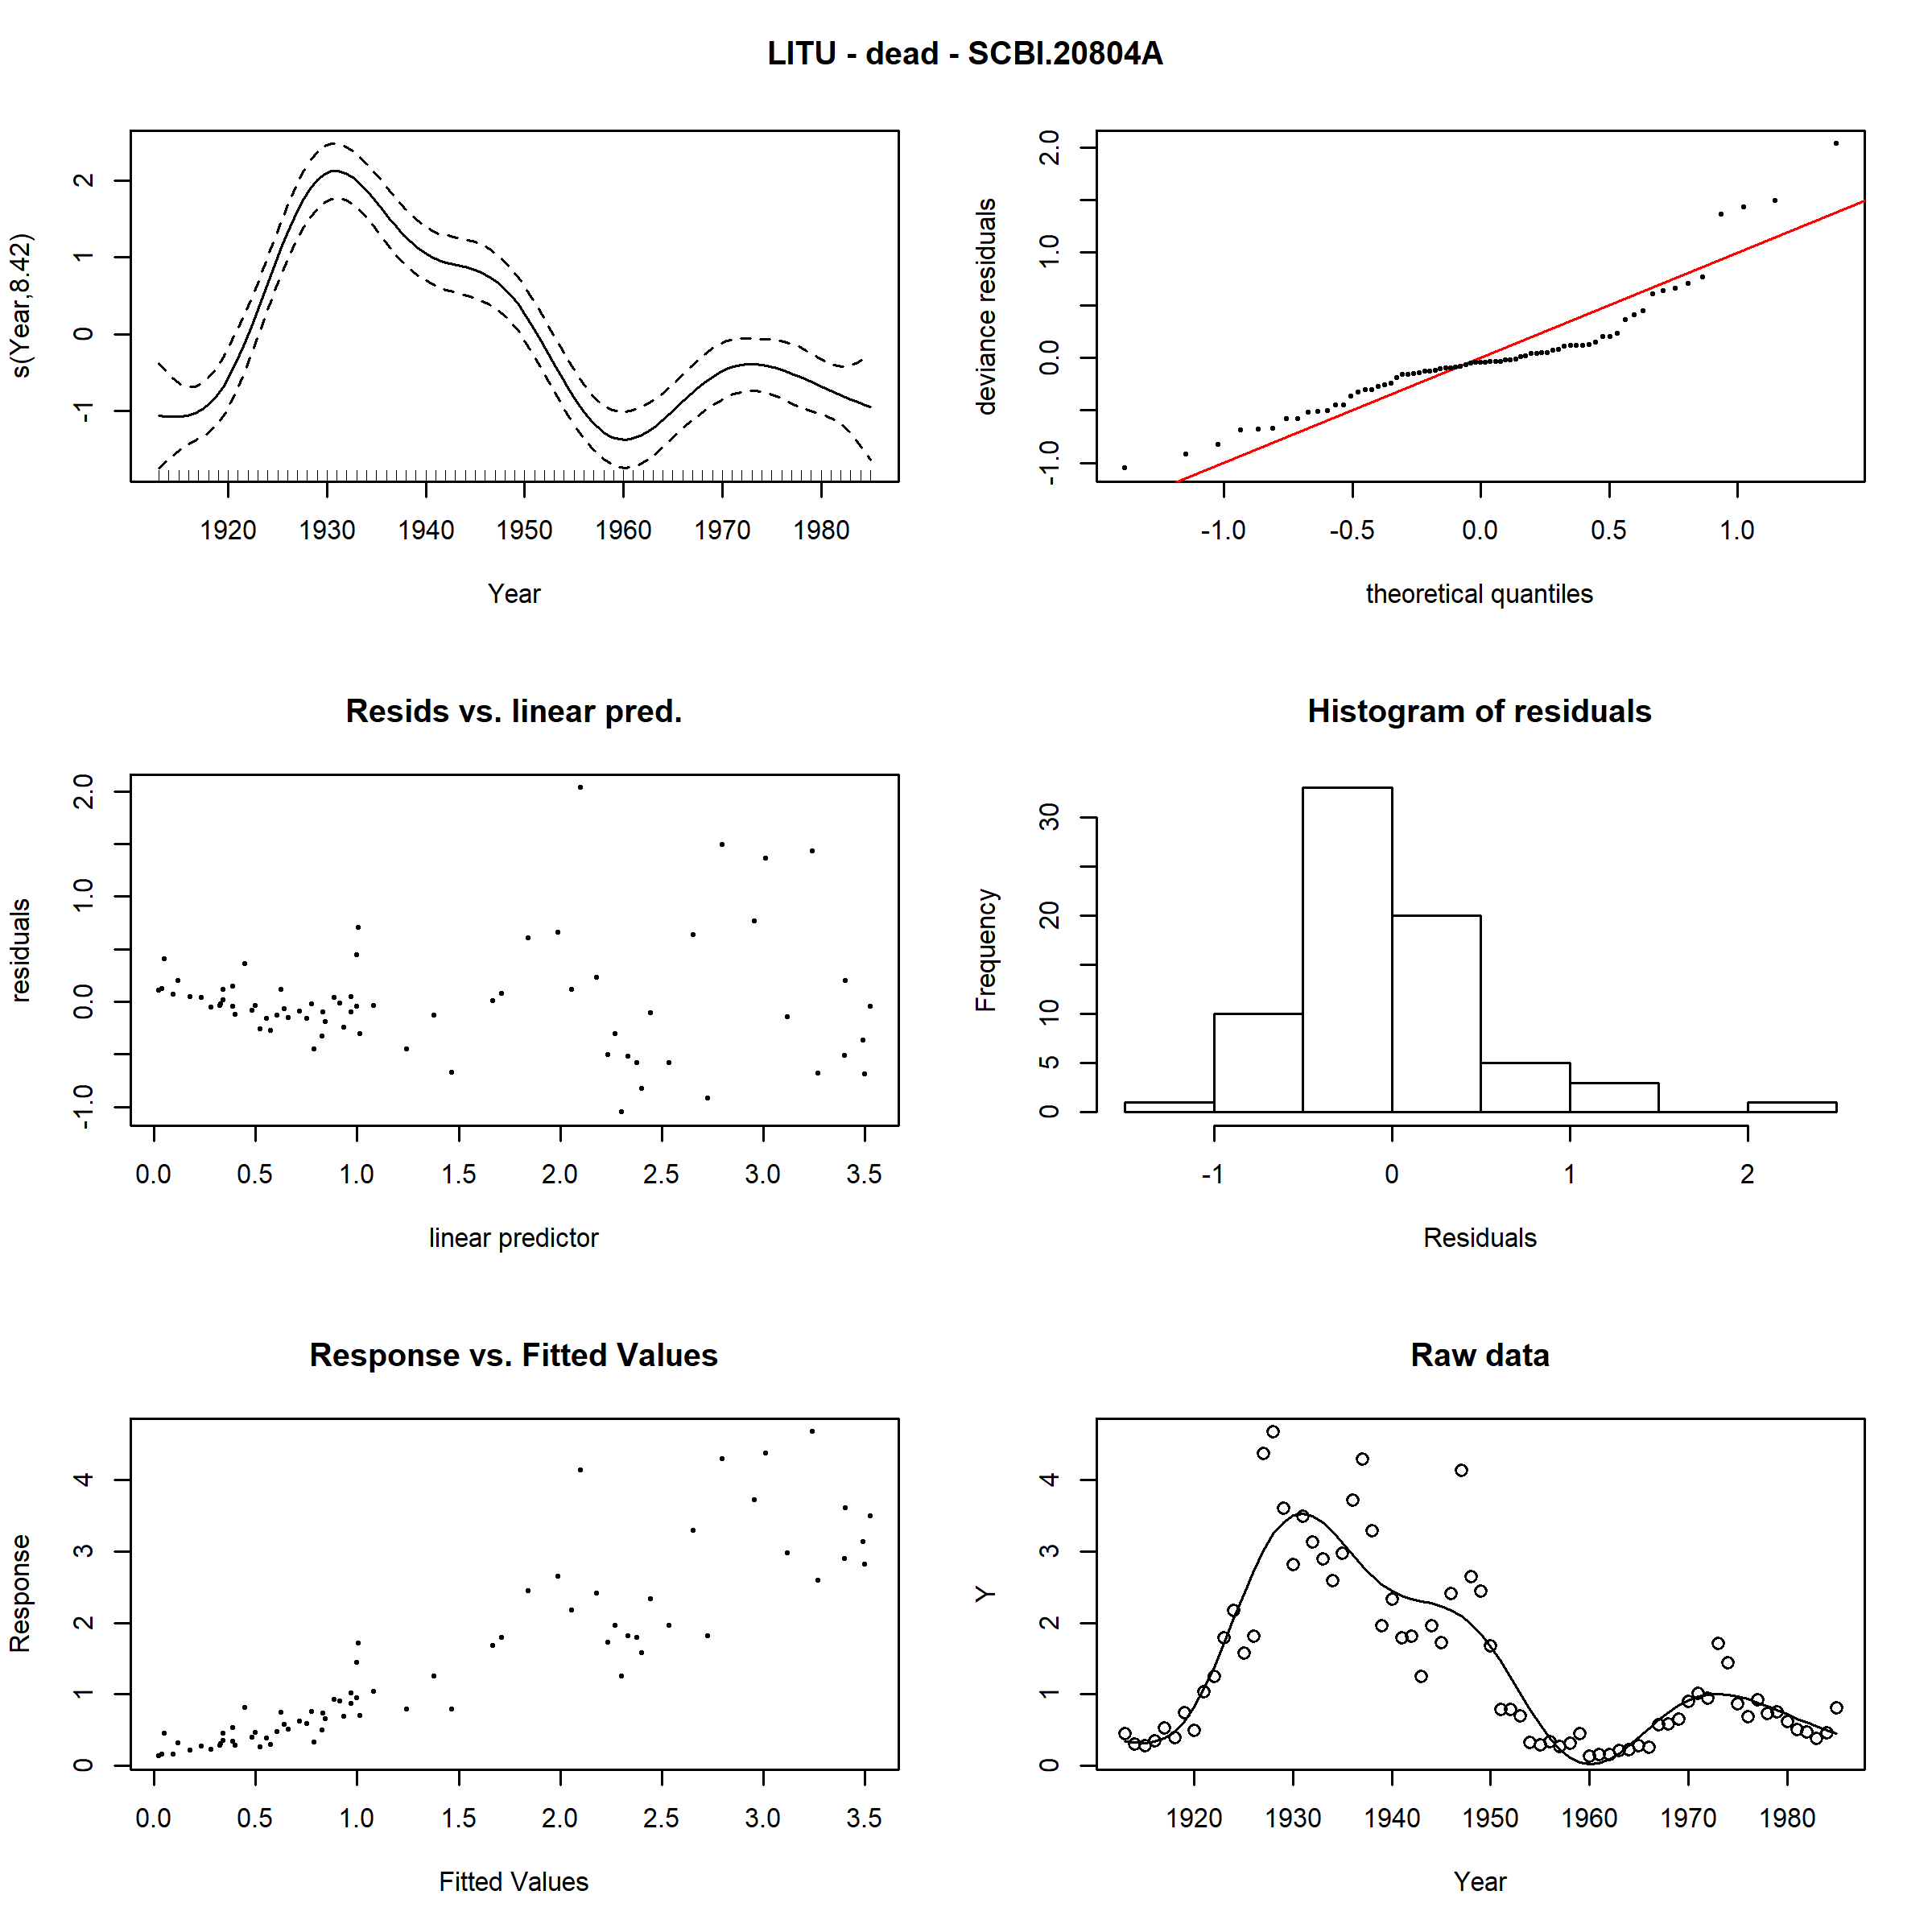 LITU - dead - SCBI.20804A
s(Year,8.42)
2
1
0
-1
1920 1930 1940 1950 1960 1970 1980
Year
deviance residuals
2.0
1.0
0.0
-1.0
-1.0 -0.5 0.0 0.5 1.0
theoretical quantiles
Resids vs. linear pred.
residuals
2.0
1.0
0.0
-1.0
0.0 0.5 1.0 1.5 2.0 2.5 3.0 3.5
linear predictor
Histogram of residuals
Frequency
30
20
10
5
0
-1 0 1 2
Residuals
Response vs. Fitted Values
Response
4
3
2
1
0
0.0 0.5 1.0 1.5 2.0 2.5 3.0 3.5
Fitted Values
Raw data
Y
4
3
2
1
0
1920 1930 1940 1950 1960 1970 1980
Year